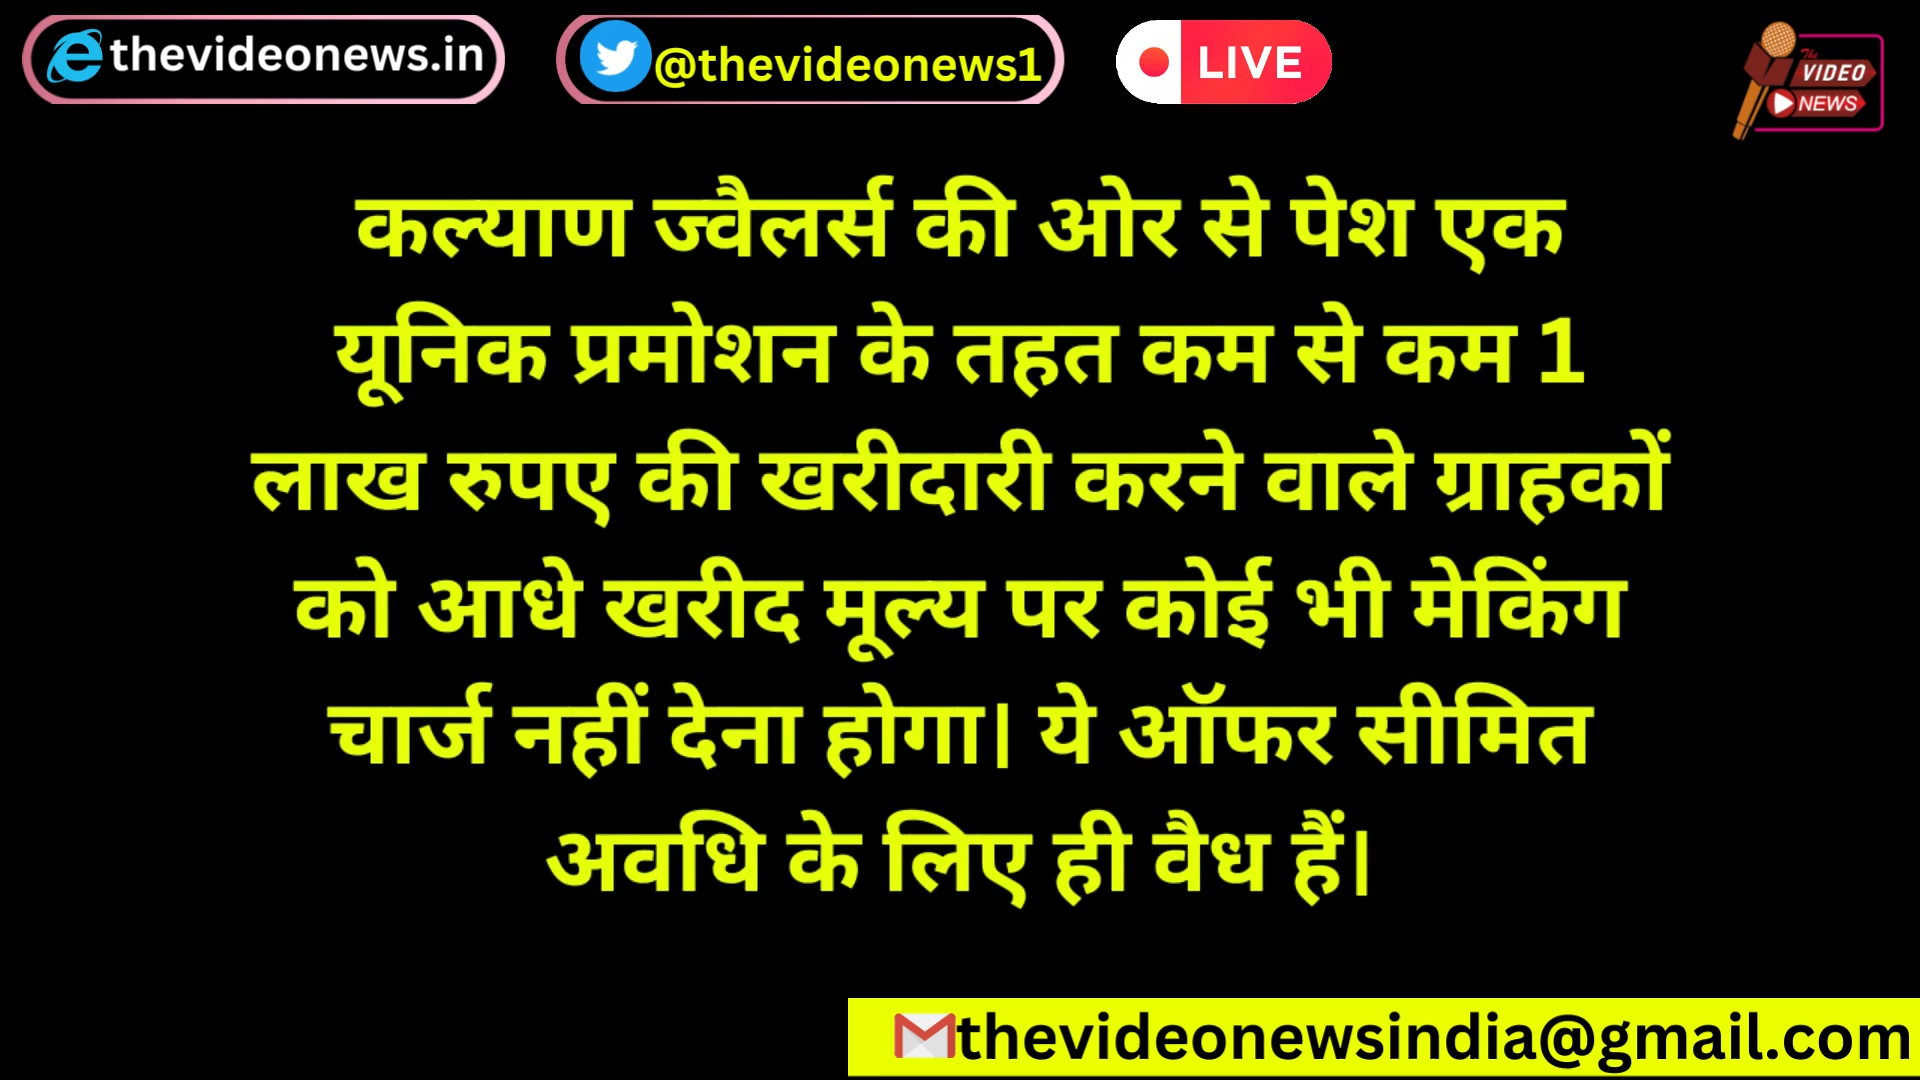 thevideonews.in
@thevideonews1
LIVE
The
VIDEO
NEWS
कल्याण ज्वैलर्स की ओर से पेश एक
यूनिक प्रमोशन के तहत कम से कम 1
लाख रुपए की खरीदारी करने वाले ग्राहकों
को आधे खरीद मूल्य पर कोई भी मेकिंग
चार्ज नहीं देना होगा। ये ऑफर सीमित
अवधि के लिए ही वैध हैं।
thevideonewsindia@gmail.com